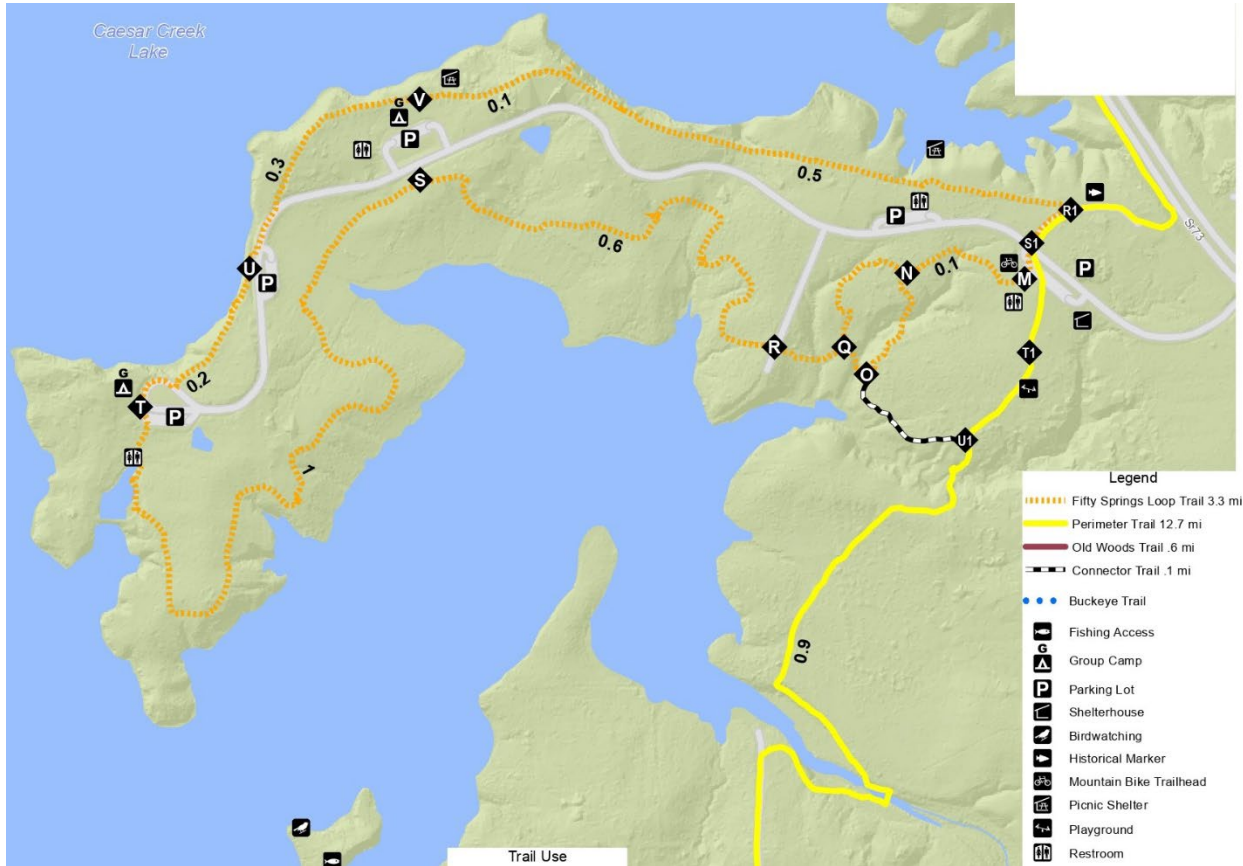 Caesar Creek
Lake
V
0.1
G
P
0.3
S
0.5
0.6
P
R1
Sr73
S1
N
0.1
P
M
U
P
R
Q
T1
O
G
0.2
T
P
U1
1
0.9
Legend
Fifty Springs Loop Trail 3.3 mi
Perimeter Trail 12.7 mi
Old Woods Trail .6 mi
Connector Trail .1 mi
Buckeye Trail
Fishing Access
G
Group Camp
P
Parking Lot
Shelterhouse
Birdwatching
Historical Marker
Mountain Bike Trailhead
Picnic Shelter
Playground
Restroom
Trail Use